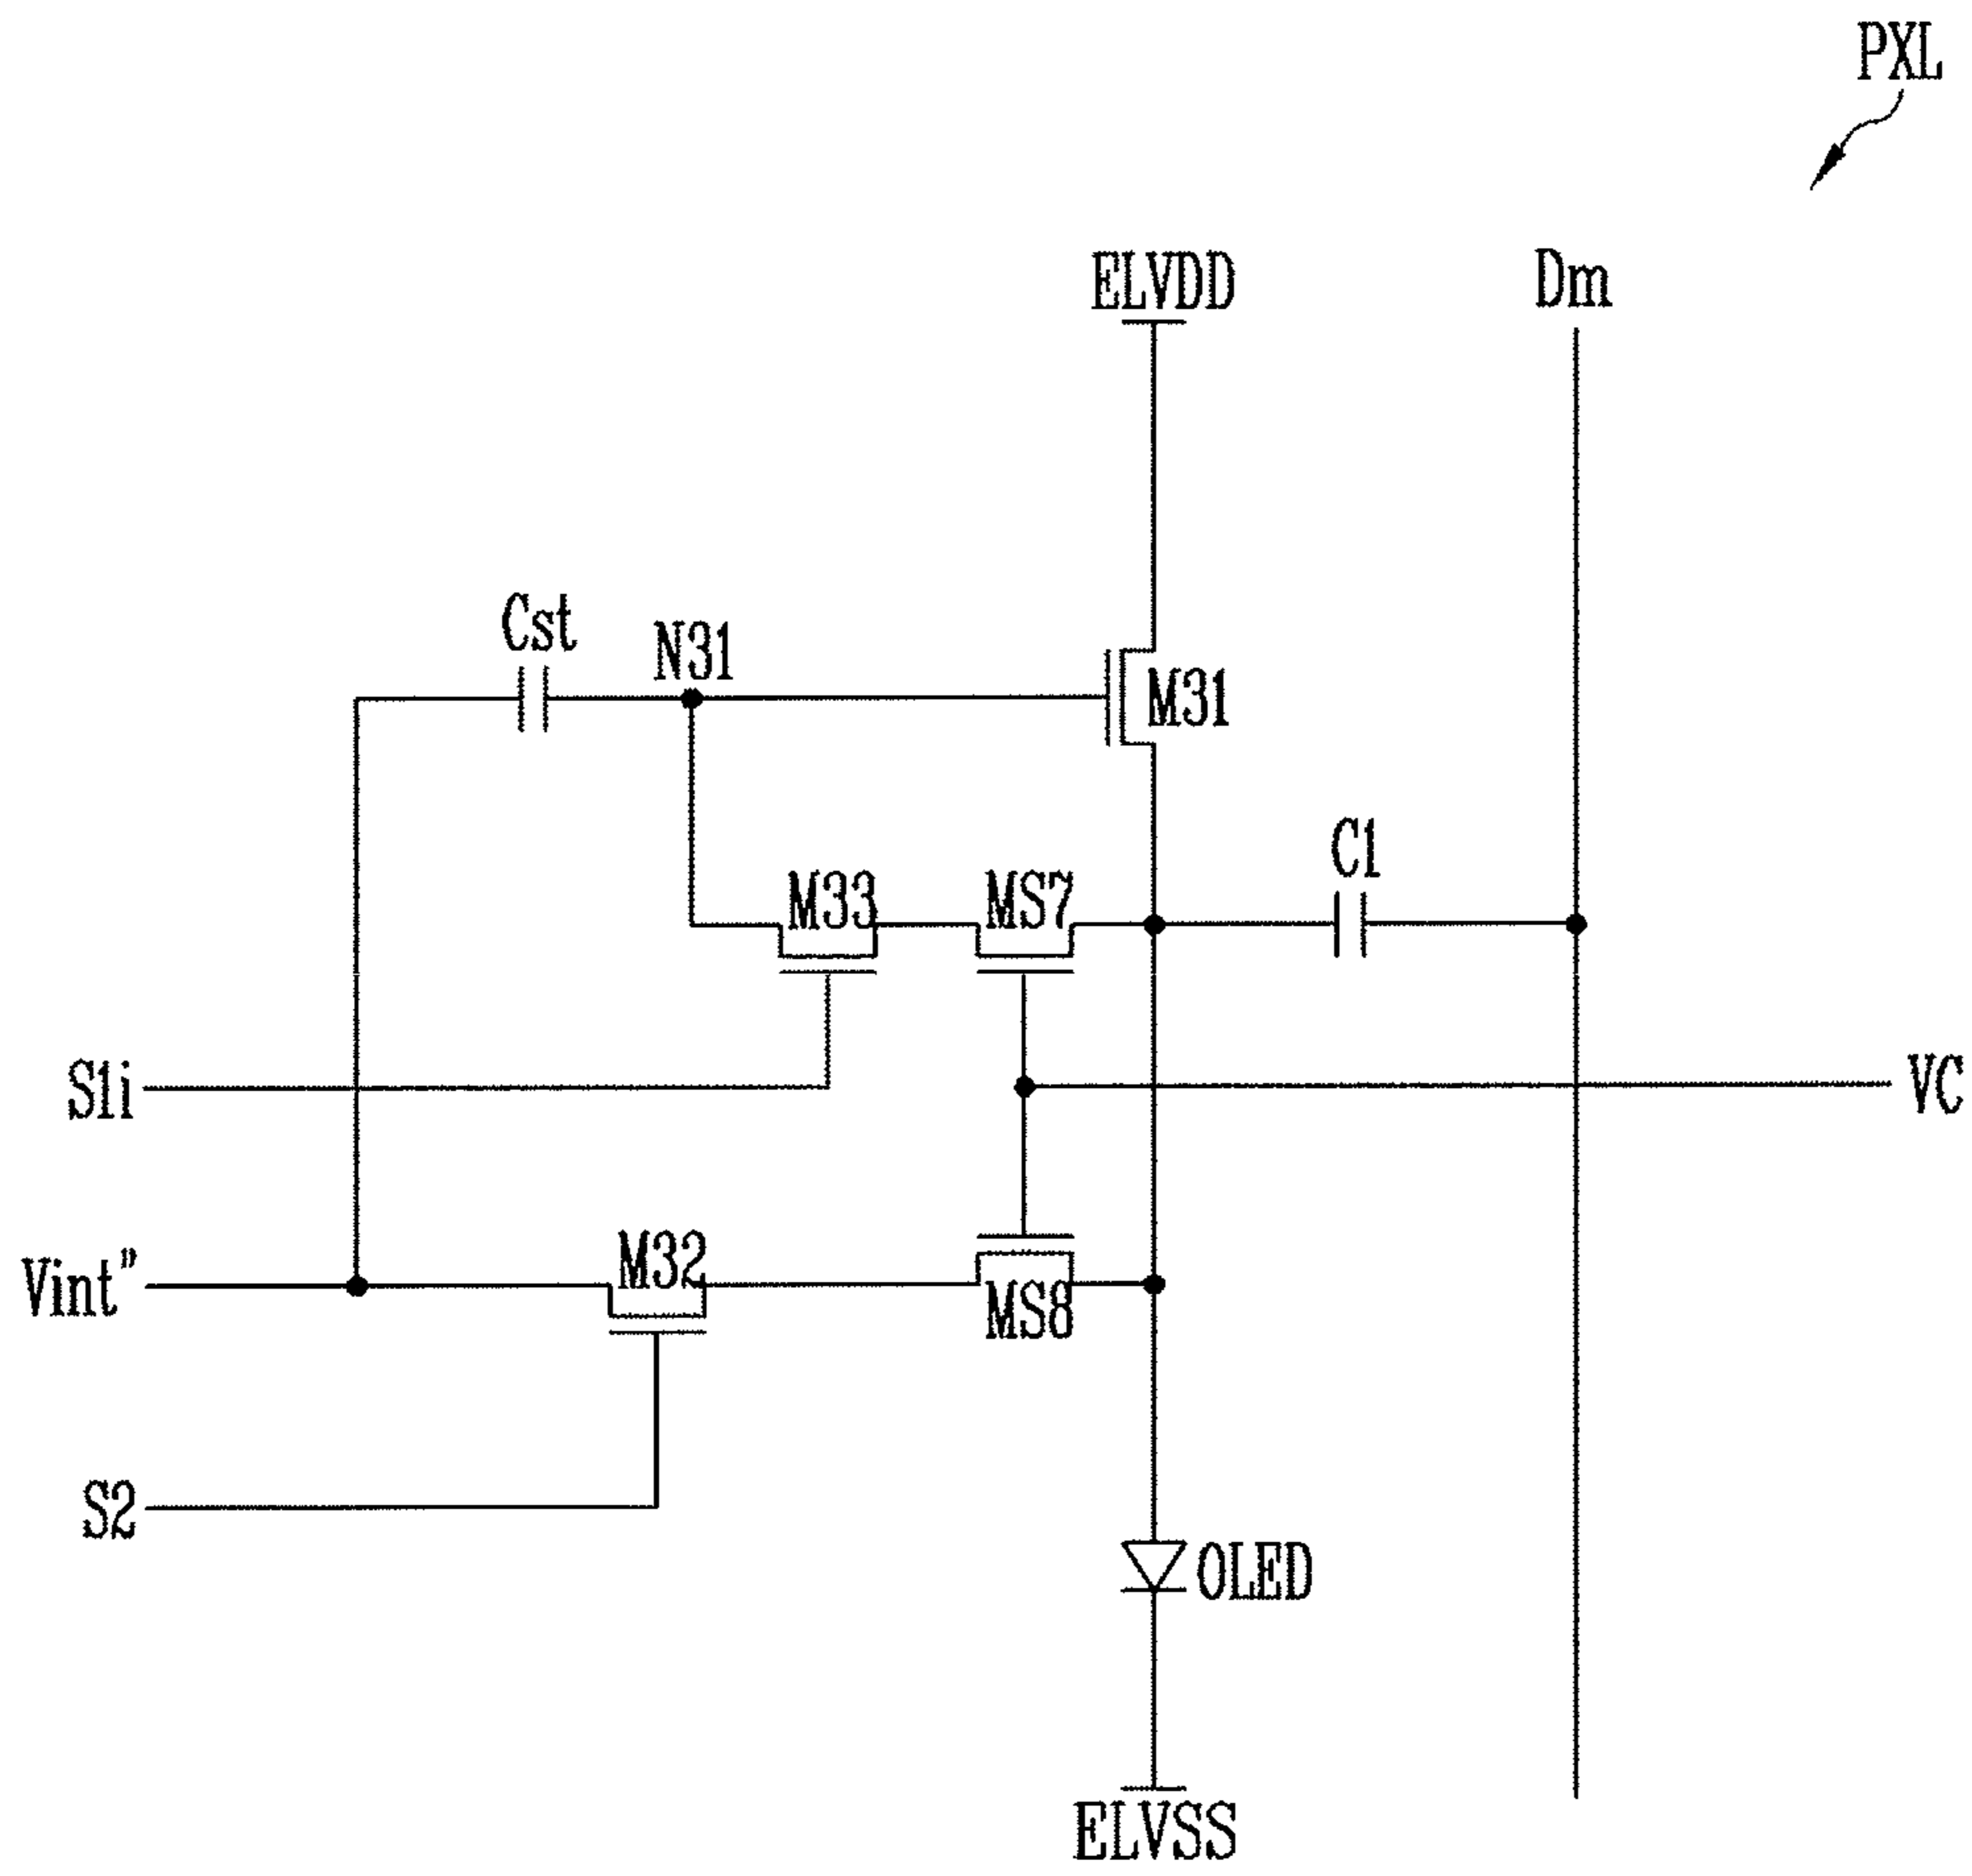 PXL
ELVDD
Dm
Cst
N31
M31
C1
M33
MS7
S1i
VC
M32
Vint"
MS8
S2
OLED
ELVSS